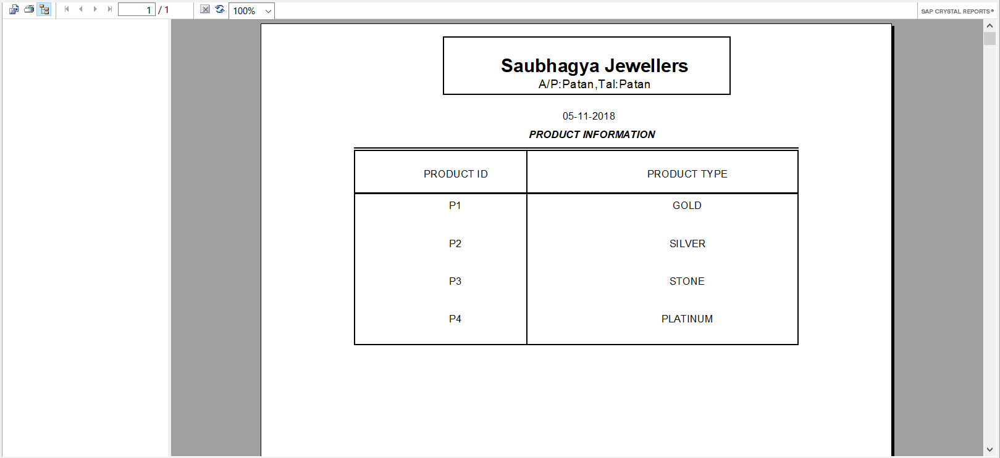 1 / 1 100% SAP CRYSTAL REPORTS®
Saubhagya Jewellers
A/P:Patan,Tal:Patan
05-11-2018
PRODUCT INFORMATION
PRODUCT ID PRODUCT TYPE
P1 GOLD
P2 SILVER
P3 STONE
P4 PLATINUM